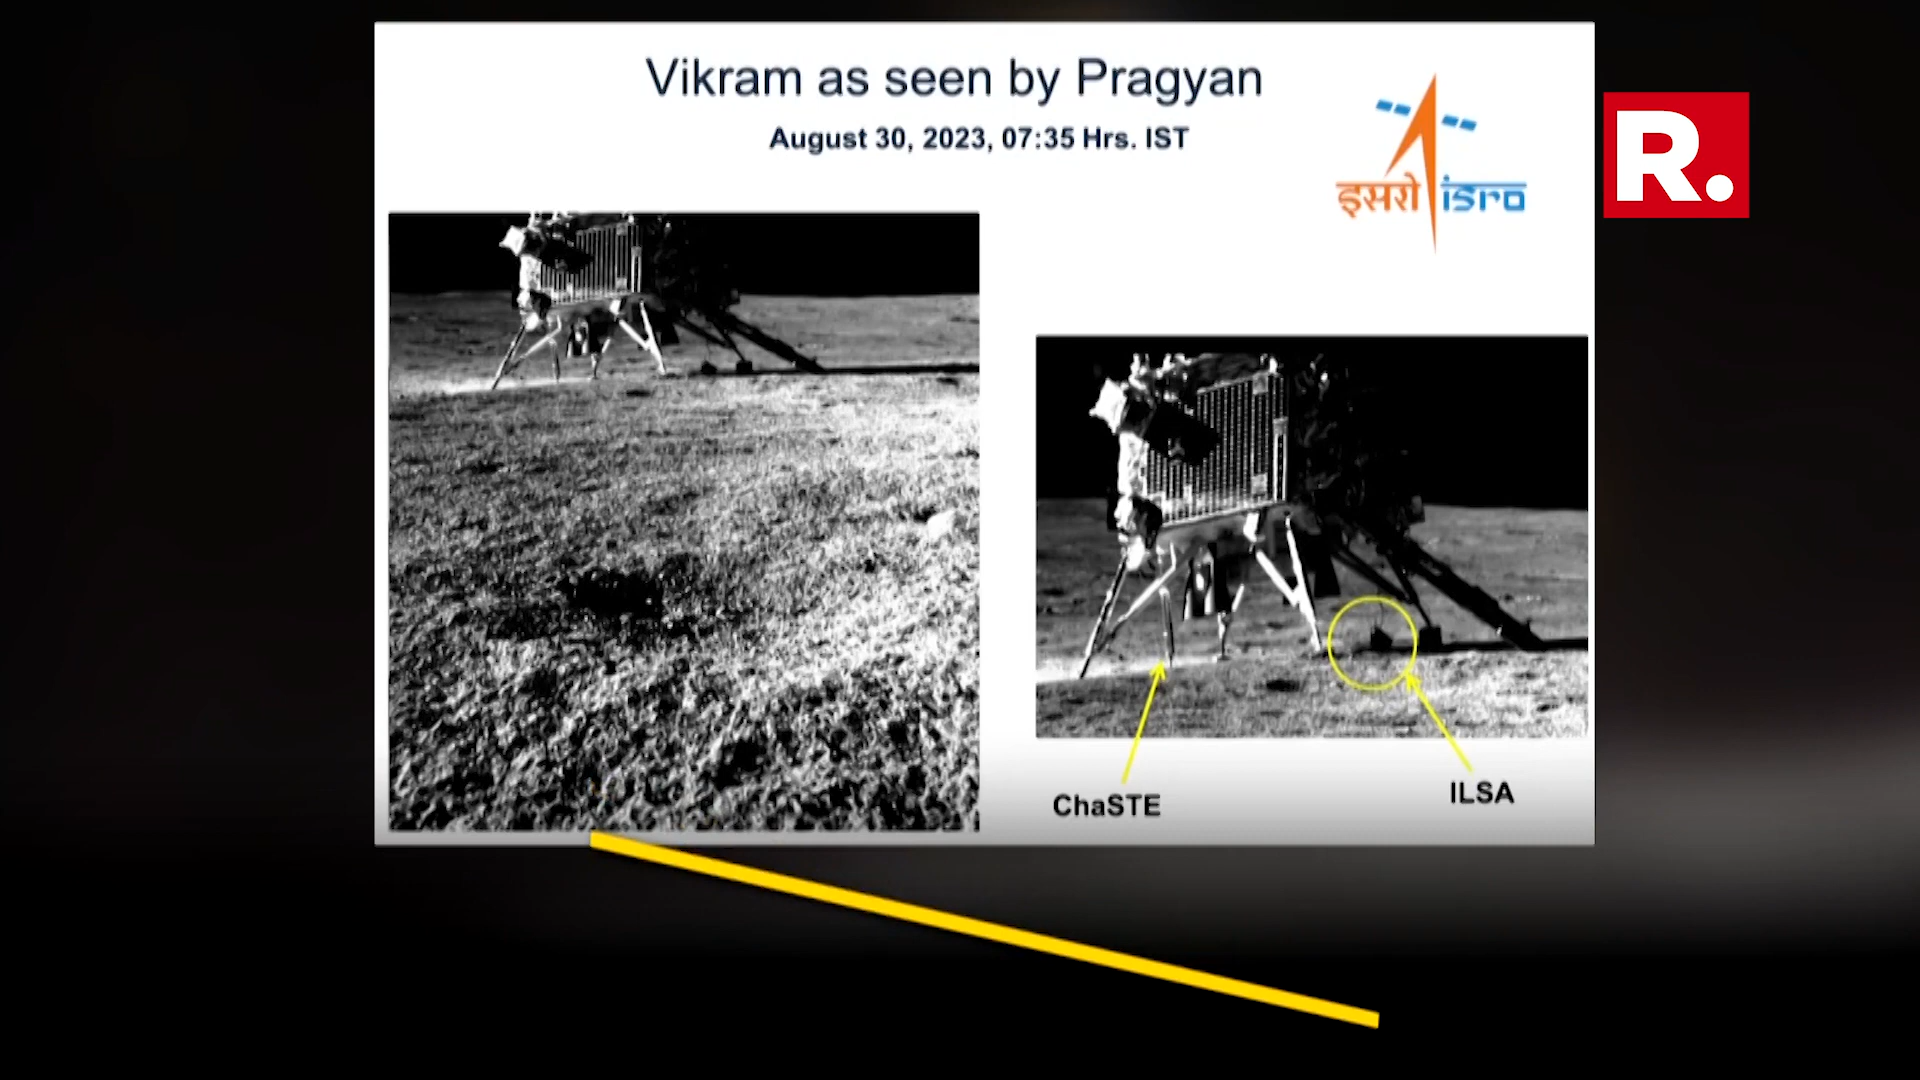 Vikram as seen by Pragyan
August 30, 2023, 07:35 Hrs. IST
इसरो isro
R.
ChaSTE
ILSA